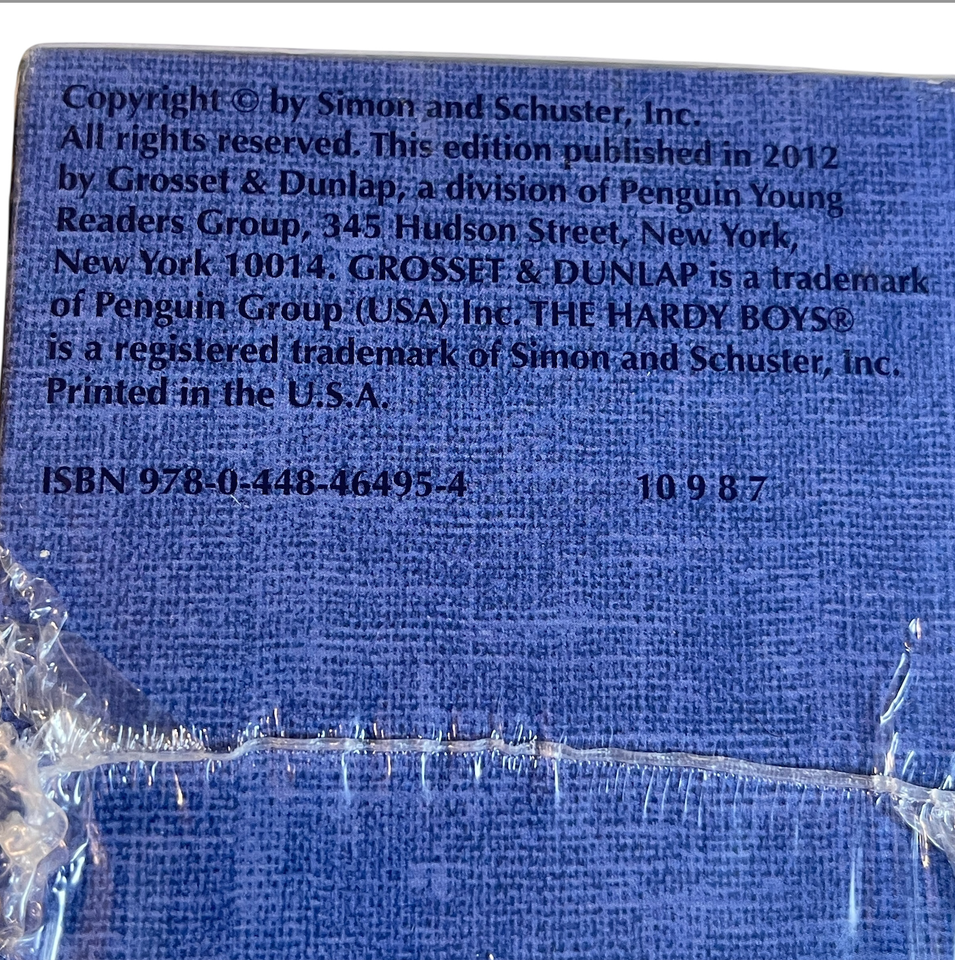 Copyright © by Simon and Schuster, Inc.
All rights reserved. This edition published in 2012
by Grosset & Dunlap, a division of Penguin Young
Readers Group, 345 Hudson Street, New York,
New York 10014. GROSSET & DUNLAP is a trademark
of Penguin Group (USA) Inc. THE HARDY BOYS®
is a registered trademark of Simon and Schuster, Inc.
Printed in the U.S.A.
ISBN 978-0-448-46495-4 10 9 8 7